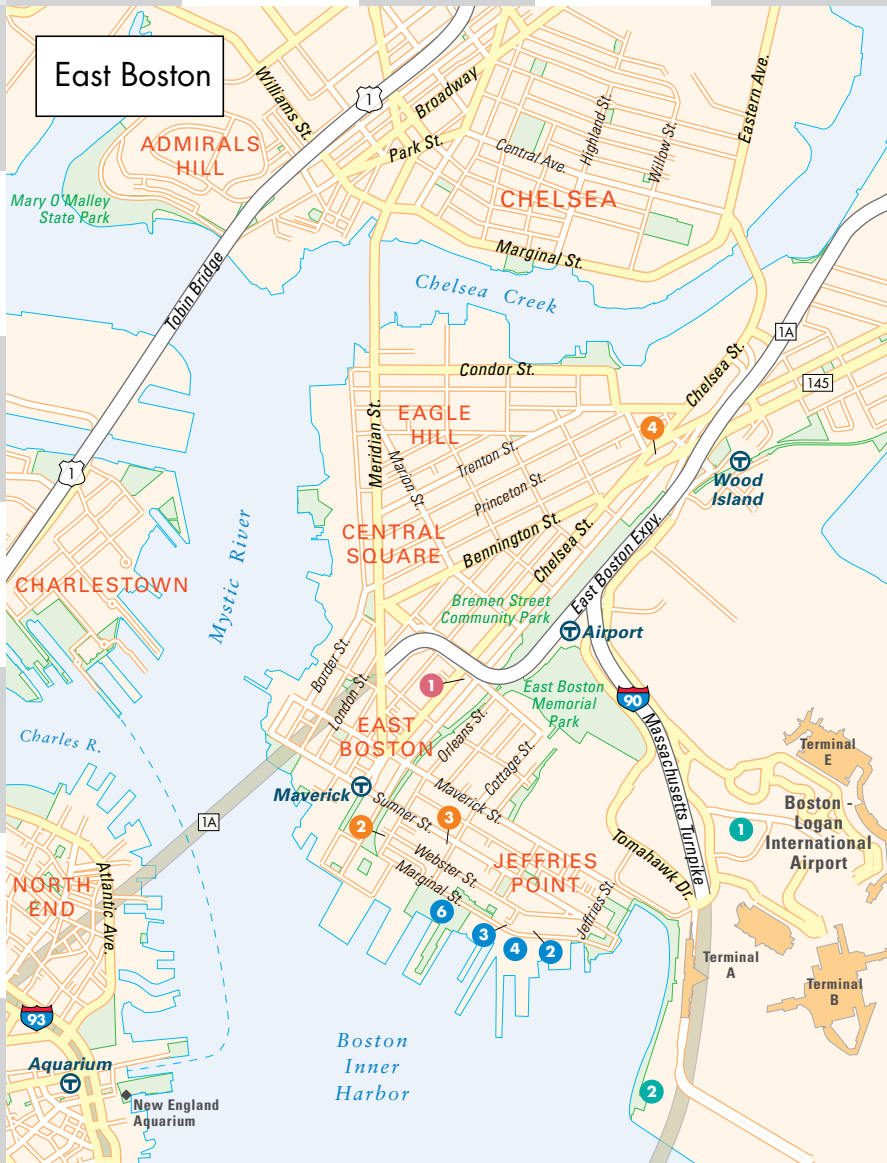 East Boston
Williams St.
1
Broadway
Eastern Ave.
Highland St.
ADMIRALS
HILL
Park St.
Central Ave.
Willow St.
Mary O'Malley
State Park
CHELSEA
Marginal St.
Tobin Bridge
Chelsea Creek
1A
Condor St.
Chelsea St.
145
EAGLE
HILL
4
Meridian St.
Marion St.
Trenton St.
T
Wood
Island
1
Princeton St.
CENTRAL
SQUARE
Bennington St.
Chelsea St.
East Boston Expy.
Mystic River
CHARLESTOWN
Bremen Street
Community Park
T Airport
Border St.
London St.
1
East Boston
Memorial
Park
90
Massachusetts Turnpike
EAST
BOSTON
Orleans St.
Charles R.
Terminal
E
Cottage St.
Maverick T
Maverick St.
Sumner St.
Boston -
Logan
International
Airport
1A
2
3
1
Webster St.
JEFFRIES
POINT
Tomahawk Dr.
NORTH
END
Atlantic Ave.
Marginal St.
Jeffries St.
6
3
4
2
Terminal
A
Terminal
B
93
Boston
Inner
Harbor
Aquarium
T
2
New England
Aquarium